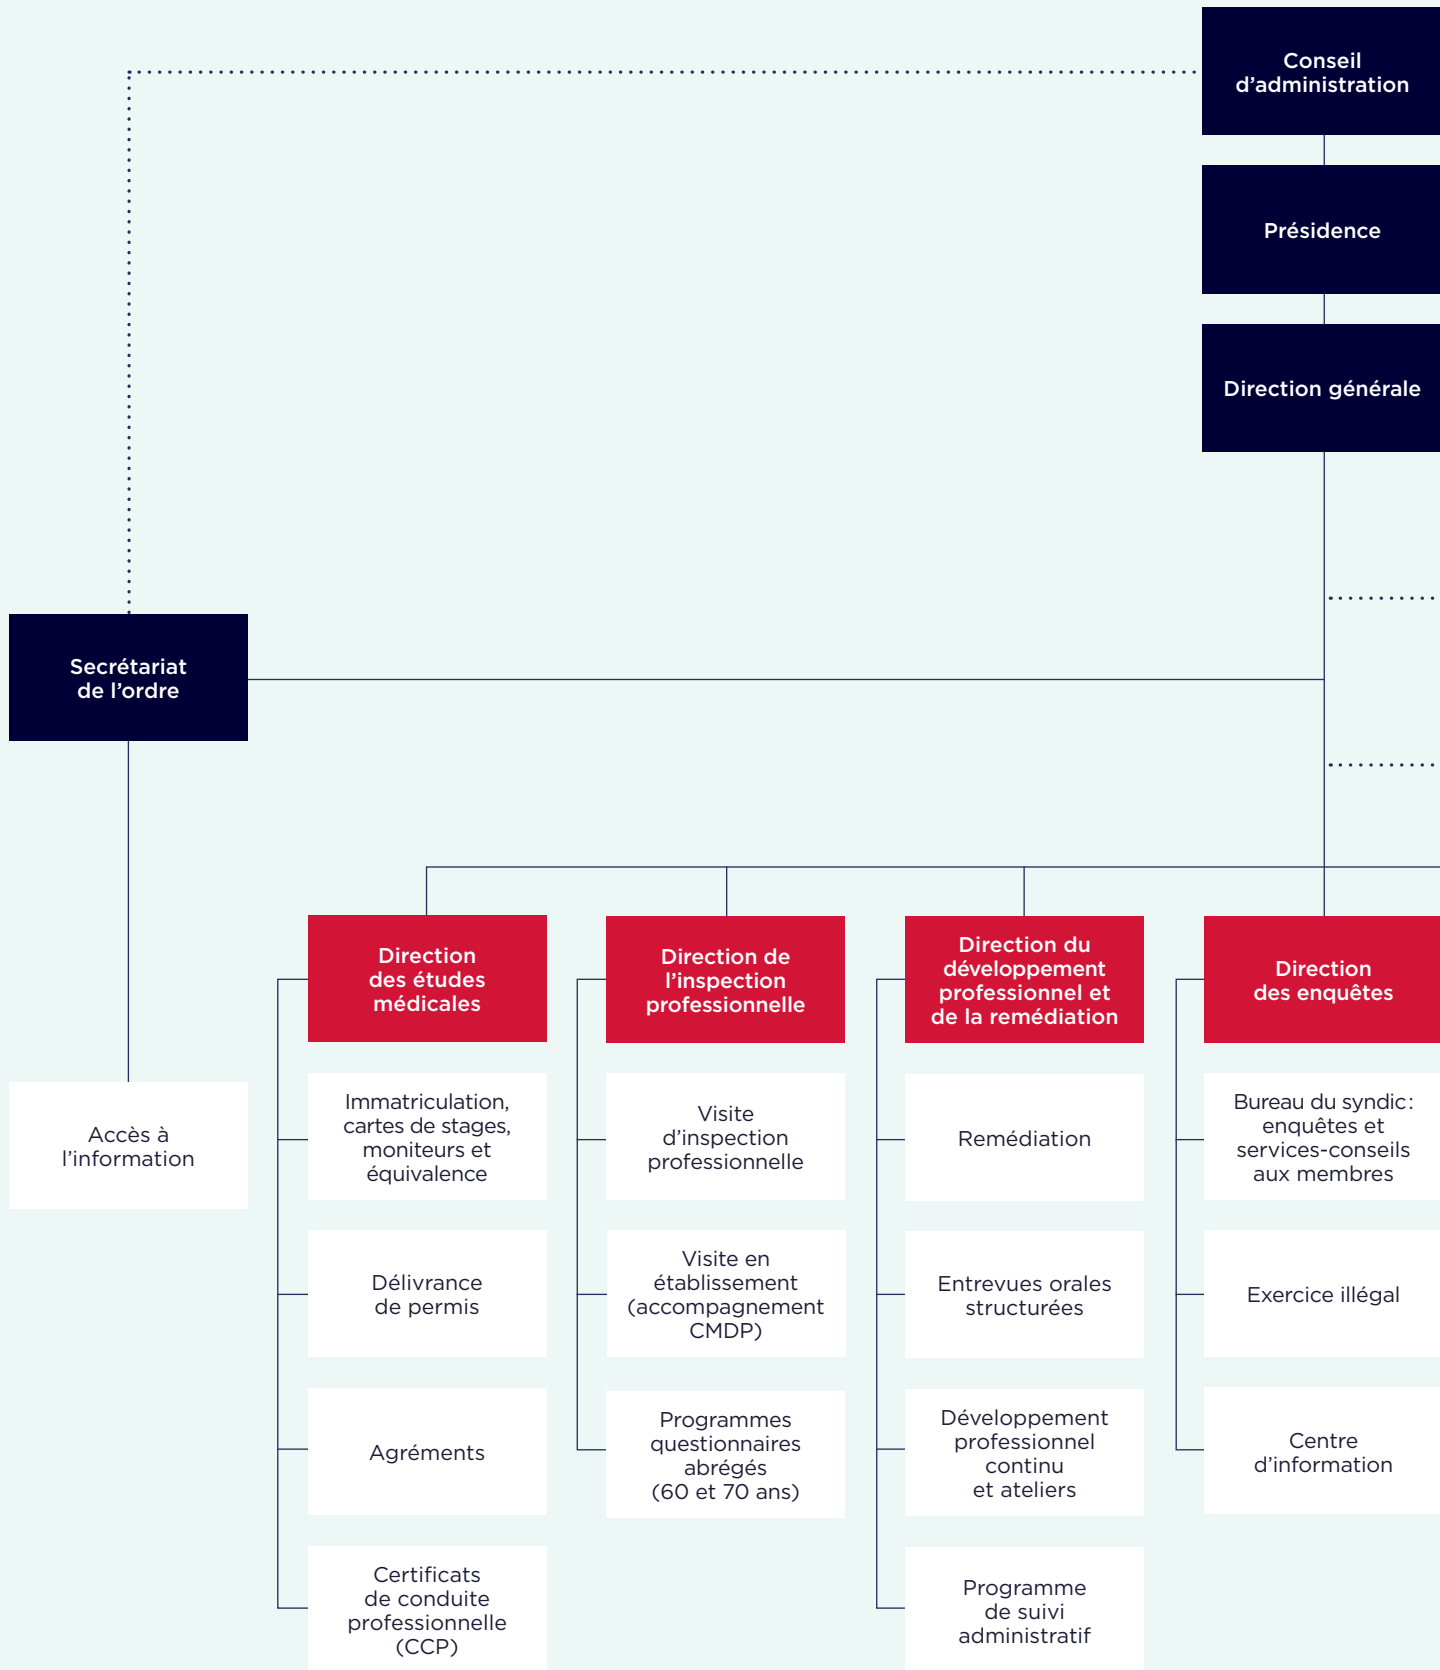 Conseil
d'administration
Présidence
Direction générale
Secrétariat
de l'ordre
Accès à
l'information
Direction
des études
médicales
Immatriculation,
cartes de stages,
moniteurs et
équivalence
Délivrance
de permis
Agréments
Certificats
de conduite
professionnelle
(CCP)
Direction de
l'inspection
professionnelle
Visite
d'inspection
professionnelle
Visite en
établissement
(accompagnement
CMDP)
Programmes
questionnaires
abrégés
(60 et 70 ans)
Direction du
développement
professionnel et
de la remédiation
Remédiation
Entrevues orales
structurées
Développement
professionnel
continu
et ateliers
Programme
de suivi
administratif
Direction
des enquêtes
Bureau du syndic :
enquêtes et
services-conseils
aux membres
Exercice illégal
Centre
d'information